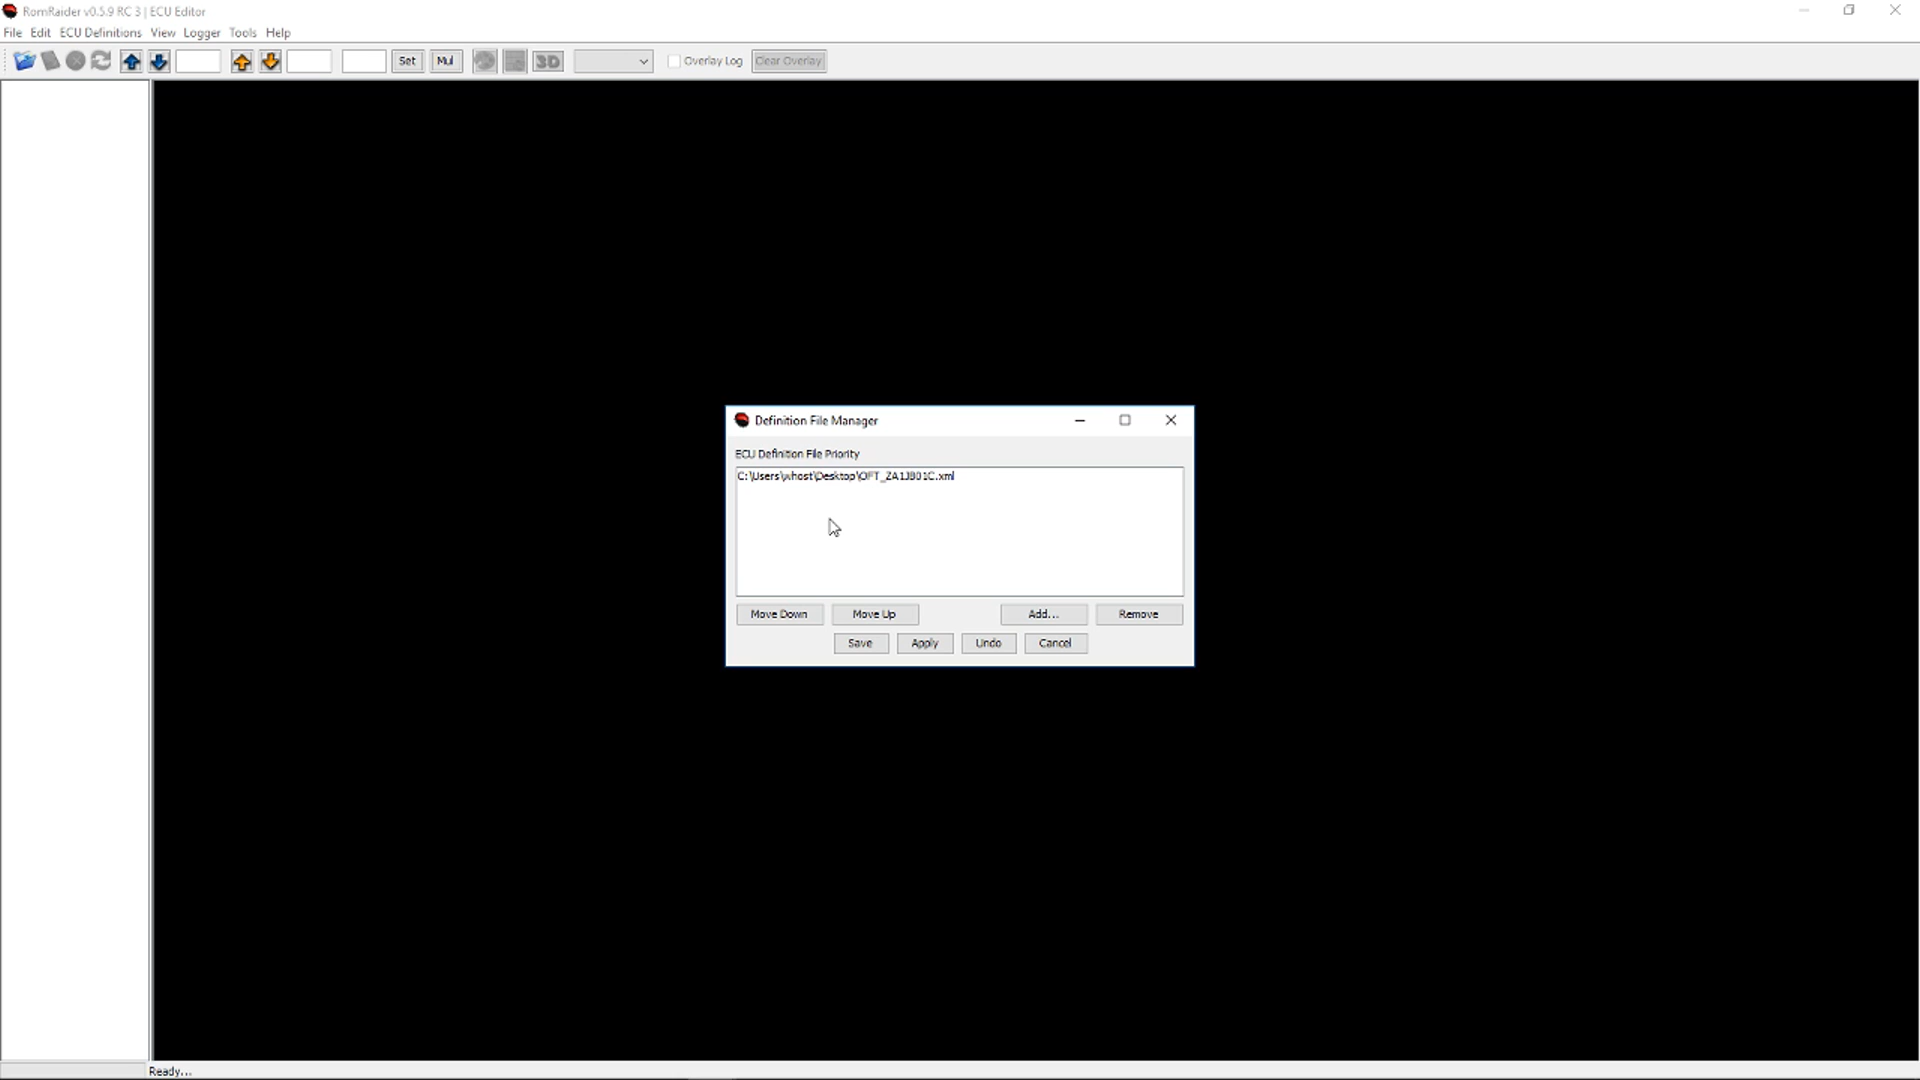 RomRaider v0.5.9 RC 3 | ECU Editor
File Edit ECU Definitions View Logger Tools Help
Set Mul 3D Overlay Log Clear Overlay
Definition File Manager
ECU Definition File Priority
C:\Users\yhost\Desktop\OFT_ZA1JB01C.xml
Move Down Move Up Add... Remove
Save Apply Undo Cancel
Ready...